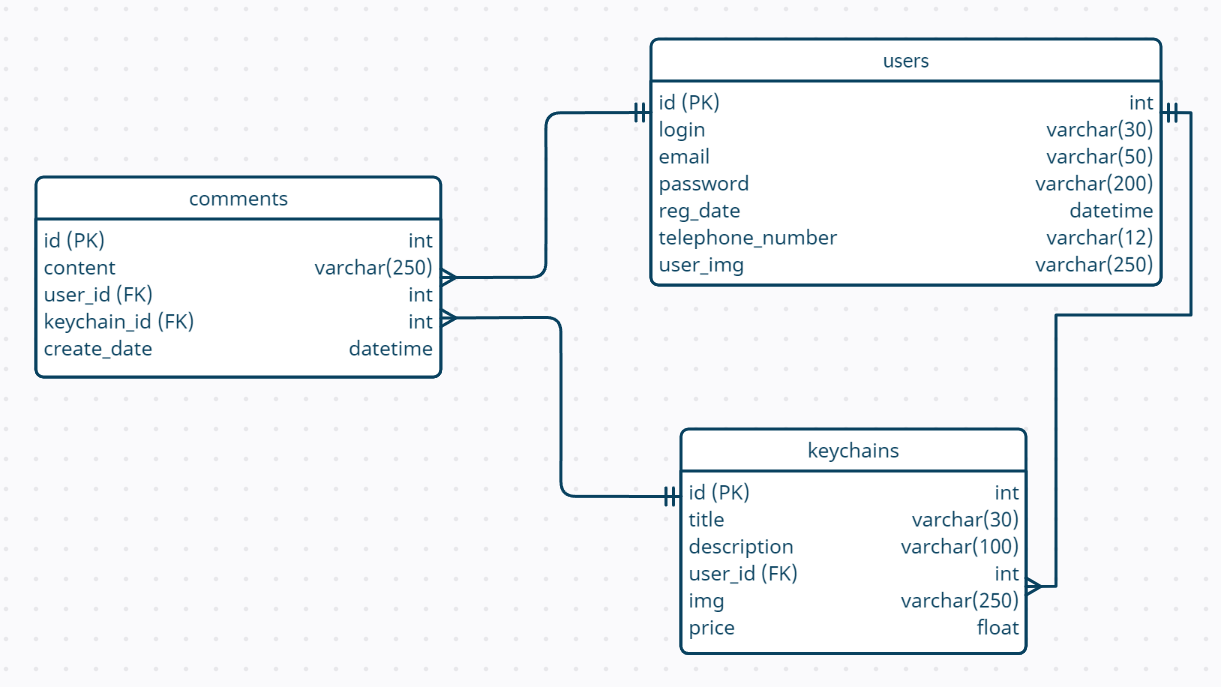 users
id (PK) int
login varchar(30)
email varchar(50)
password varchar(200)
reg_date datetime
telephone_number varchar(12)
user_img varchar(250)
comments
id (PK) int
content varchar(250)
user_id (FK) int
keychain_id (FK) int
create_date datetime
keychains
id (PK) int
title varchar(30)
description varchar(100)
user_id (FK) int
img varchar(250)
price float